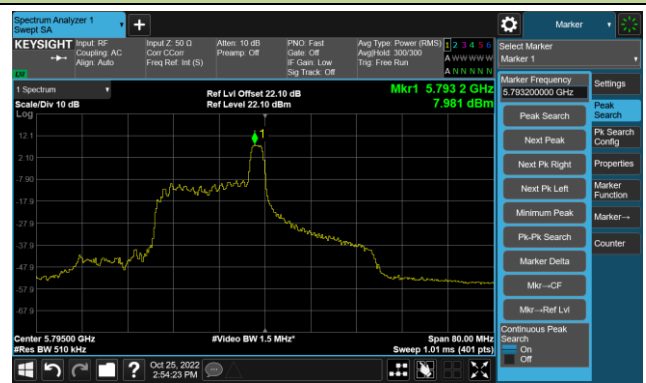 Spectrum Analyzer 1
Swept SA
Marker
KEYSIGHT
Input: RF
Coupling: AC
Align: Auto
Input Z: 50 Ω
Corr CCorr
Freq Ref: Int (S)
Atten: 10 dB
Preamp: Off
PNO: Fast
Gate: Off
IF Gain: Low
Sig Track: Off
Avg Type: Power (RMS)
Avg|Hold: 300/300
Trig: Free Run
1 2 3 4 5 6
A W W W W W
A N N N N N
Select Marker
Marker 1
1 Spectrum
Scale/Div 10 dB
Log
Ref Lvl Offset 22.10 dB
Ref Level 22.10 dBm
Mkr1 5.793 2 GHz
7.981 dBm
12.1
2.10
-7.90
-17.9
-27.9
-37.9
-47.9
-57.9
-67.9
1
Center 5.79500 GHz
#Res BW 510 kHz
#Video BW 1.5 MHz*
Span 80.00 MHz
Sweep 1.01 ms (401 pts)
Marker Frequency
5.793200000 GHz
Peak Search
Next Peak
Next Pk Right
Next Pk Left
Minimum Peak
Pk-Pk Search
Marker Delta
Mkr→CF
Mkr→Ref Lvl
Continuous Peak
Search
On
Off
Settings
Peak
Search
Pk Search
Config
Properties
Marker
Function
Marker→
Counter
?
Oct 25, 2022
2:54:23 PM